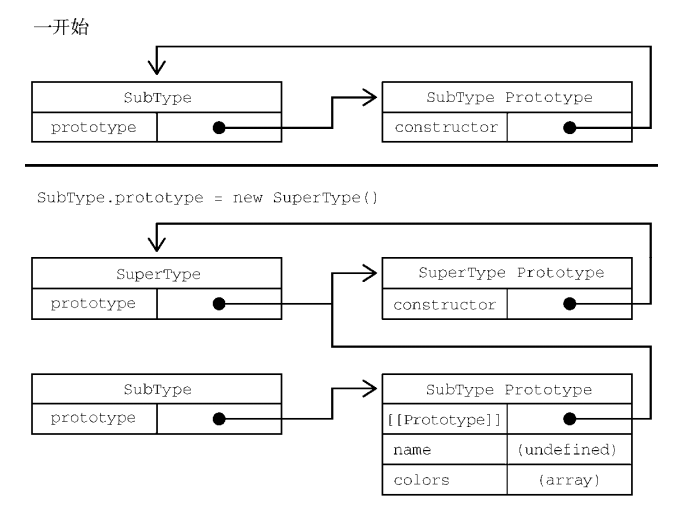 一开始
SubType
prototype
SubType Prototype
constructor
SubType.prototype = new SuperType()
SuperType
prototype
SuperType Prototype
constructor
SubType
prototype
SubType Prototype
[[Prototype]]
name (undefined)
colors (array)